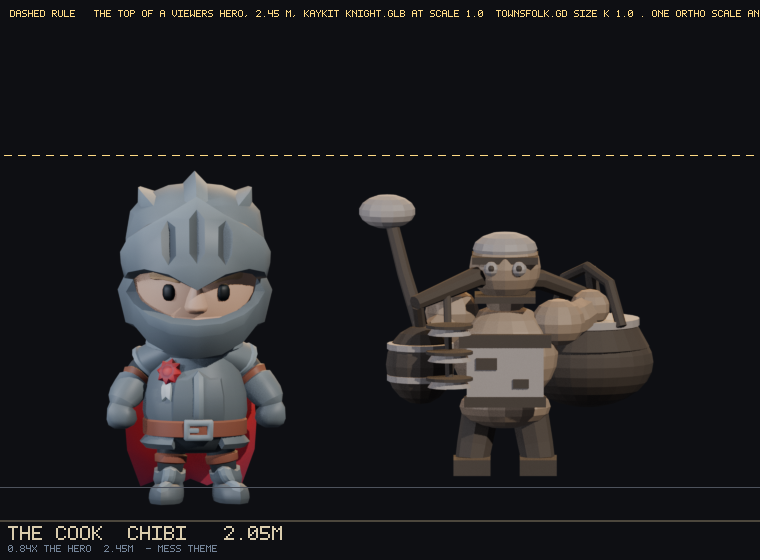 DASHED RULE THE TOP OF A VIEWERS HERO, 2.45 M, KAYKIT KNIGHT.GLB AT SCALE 1.0 TOWNSFOLK.GD SIZE K 1.0 . ONE ORTHO SCALE AN
THE COOK CHIBI 2.05M
0.84X THE HERO 2.45M - MESS THEME